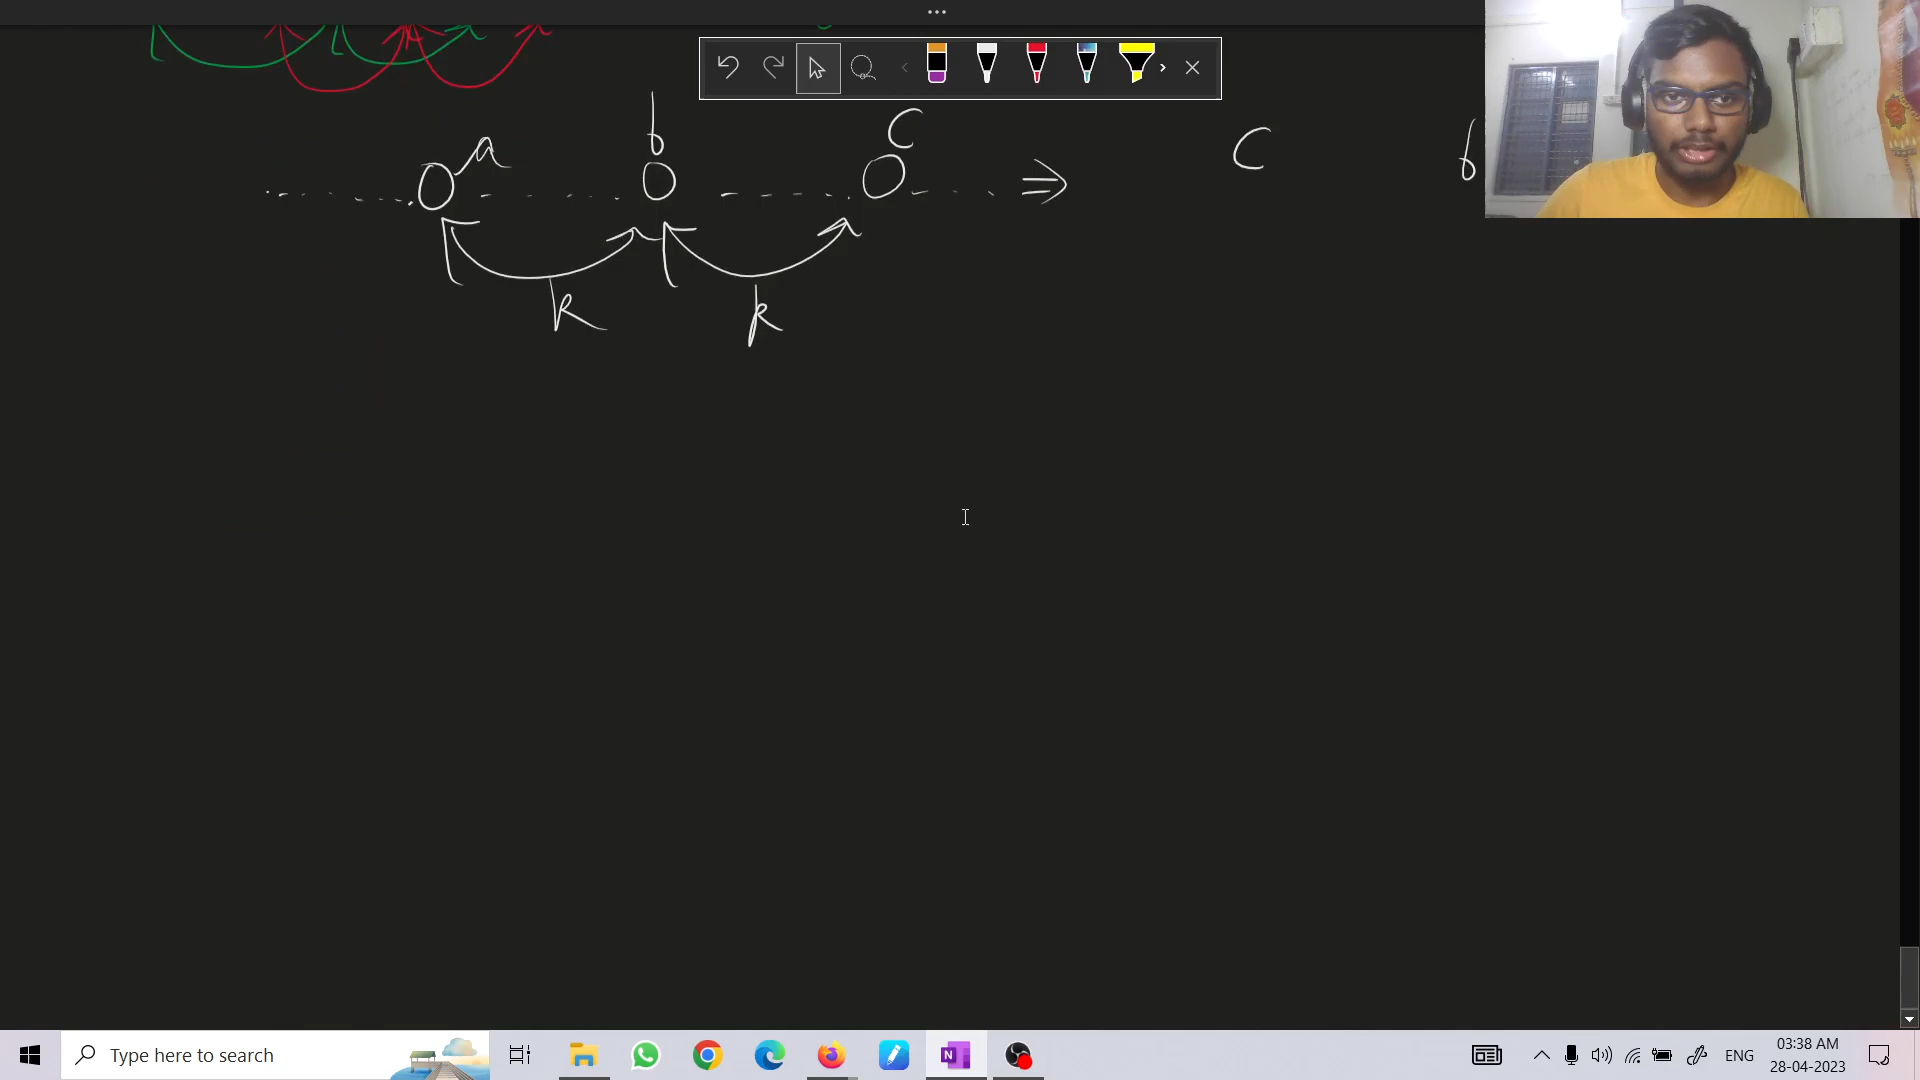 a b c ⇒ c b
k k
Type here to search
ENG
03:38 AM
28-04-2023